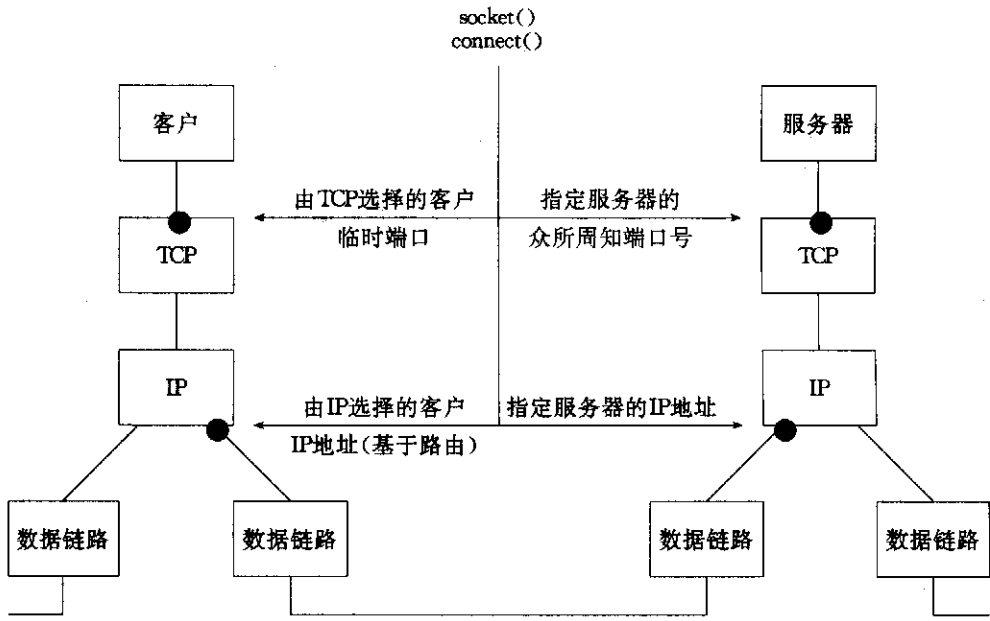 socket()
connect()
客户
服务器
由TCP选择的客户
指定服务器的
临时端口
众所周知端口号
TCP
TCP
IP
IP
由IP选择的客户
指定服务器的IP地址
IP地址(基于路由)
数据链路
数据链路
数据链路
数据链路